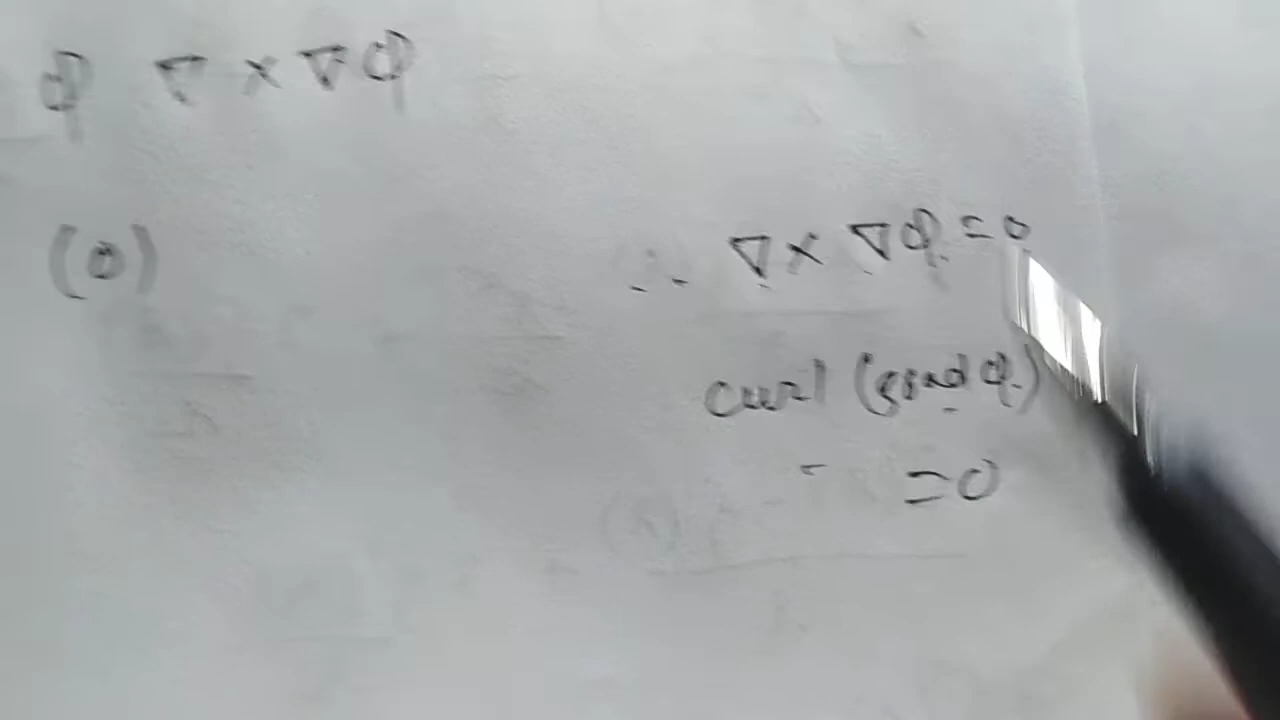 φ ∇ × ∇ φ
(0)
∴ ∇ × ∇ φ = 0
curl (grad φ)
= 0